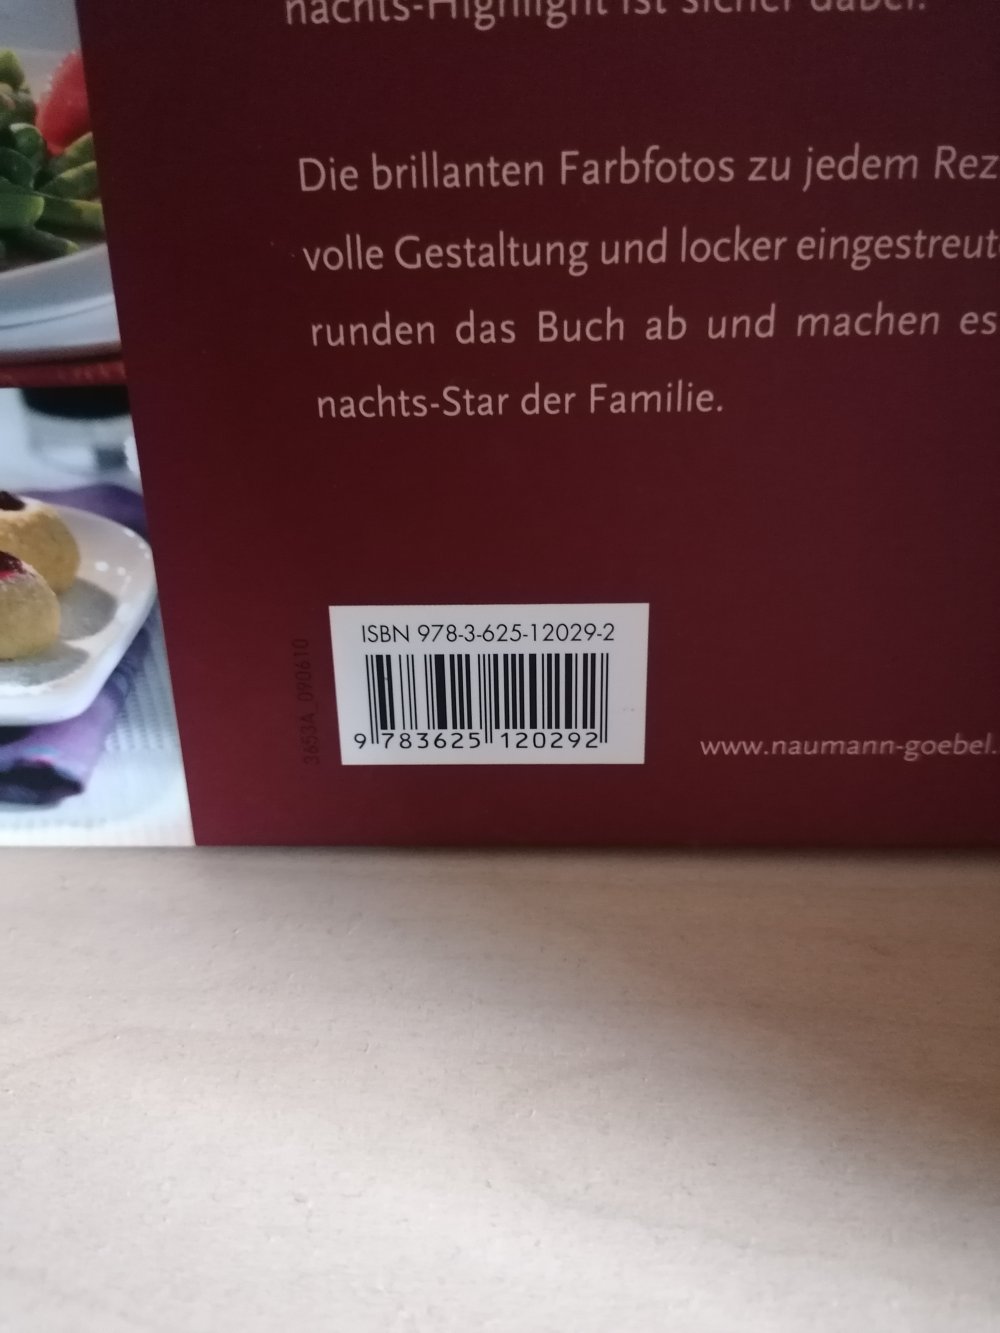 nachts-Highlight ist sicher dabei.
Die brillanten Farbfotos zu jedem Rez
volle Gestaltung und locker eingestreut
runden das Buch ab und machen es
nachts-Star der Familie.
3653A_090610
ISBN 978-3-625-12029-2
9 783625 120292
www.naumann-goebel.